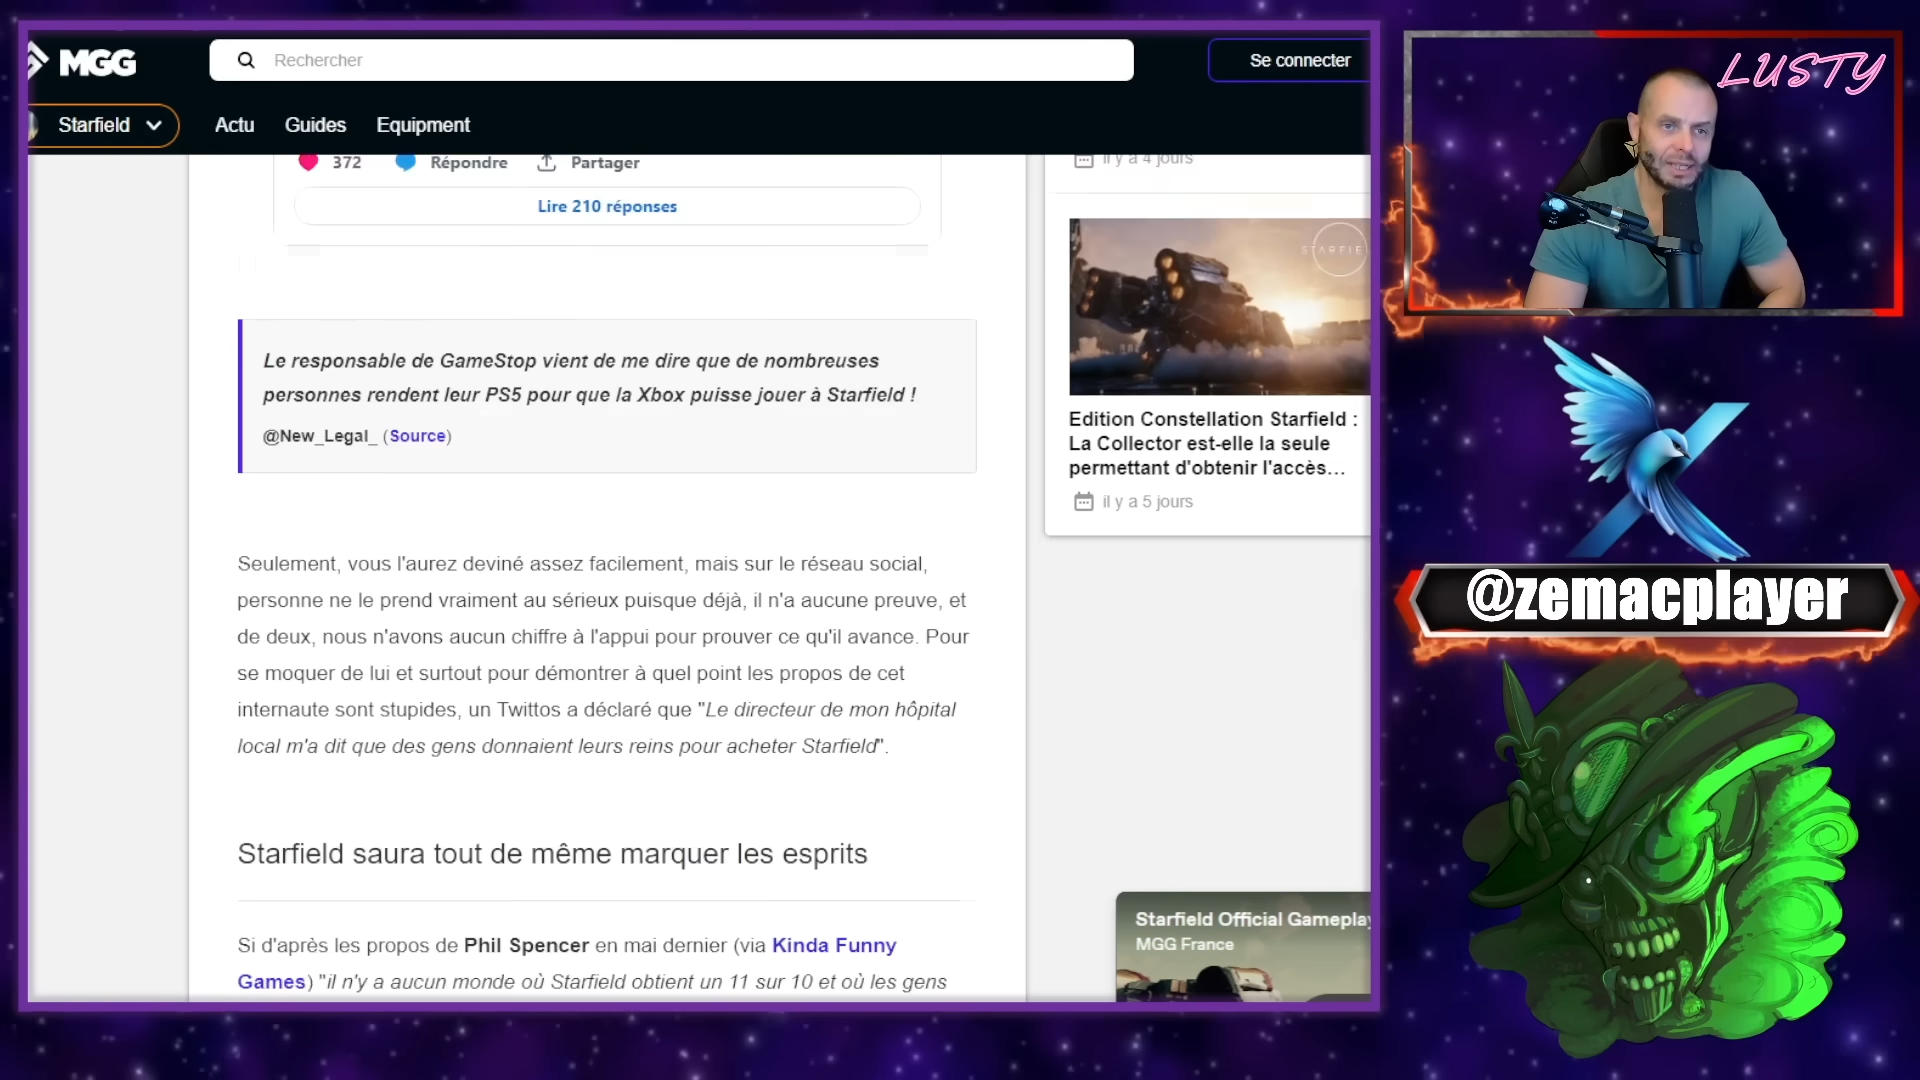 MGG
Rechercher
Se connecter
Starfield
Actu
Guides
Equipment
372
Répondre
Partager
Lire 210 réponses
Le responsable de GameStop vient de me dire que de nombreuses
personnes rendent leur PS5 pour que la Xbox puisse jouer à Starfield !
@New_Legal_ (Source)
Seulement, vous l'aurez deviné assez facilement, mais sur le réseau social,
personne ne le prend vraiment au sérieux puisque déjà, il n'a aucune preuve, et
de deux, nous n'avons aucun chiffre à l'appui pour prouver ce qu'il avance. Pour
se moquer de lui et surtout pour démontrer à quel point les propos de cet
internaute sont stupides, un Twittos a déclaré que "Le directeur de mon hôpital
local m'a dit que des gens donnaient leurs reins pour acheter Starfield".
Starfield saura tout de même marquer les esprits
Si d'après les propos de Phil Spencer en mai dernier (via Kinda Funny
Games) "il n'y a aucun monde où Starfield obtient un 11 sur 10 et où les gens
il y a 4 jours
STARFIE
Edition Constellation Starfield :
La Collector est-elle la seule
permettant d'obtenir l'accès...
il y a 5 jours
Starfield Official Gameplay
MGG France
LUSTY
@zemacplayer